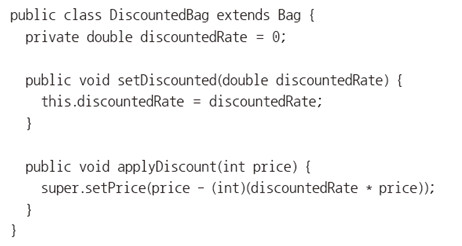 public class DiscountedBag extends Bag {
  private double discountedRate = 0;

  public void setDiscounted(double discountedRate) {
    this.discountedRate = discountedRate;
  }

  public void applyDiscount(int price) {
    super.setPrice(price - (int)(discountedRate * price));
  }
}